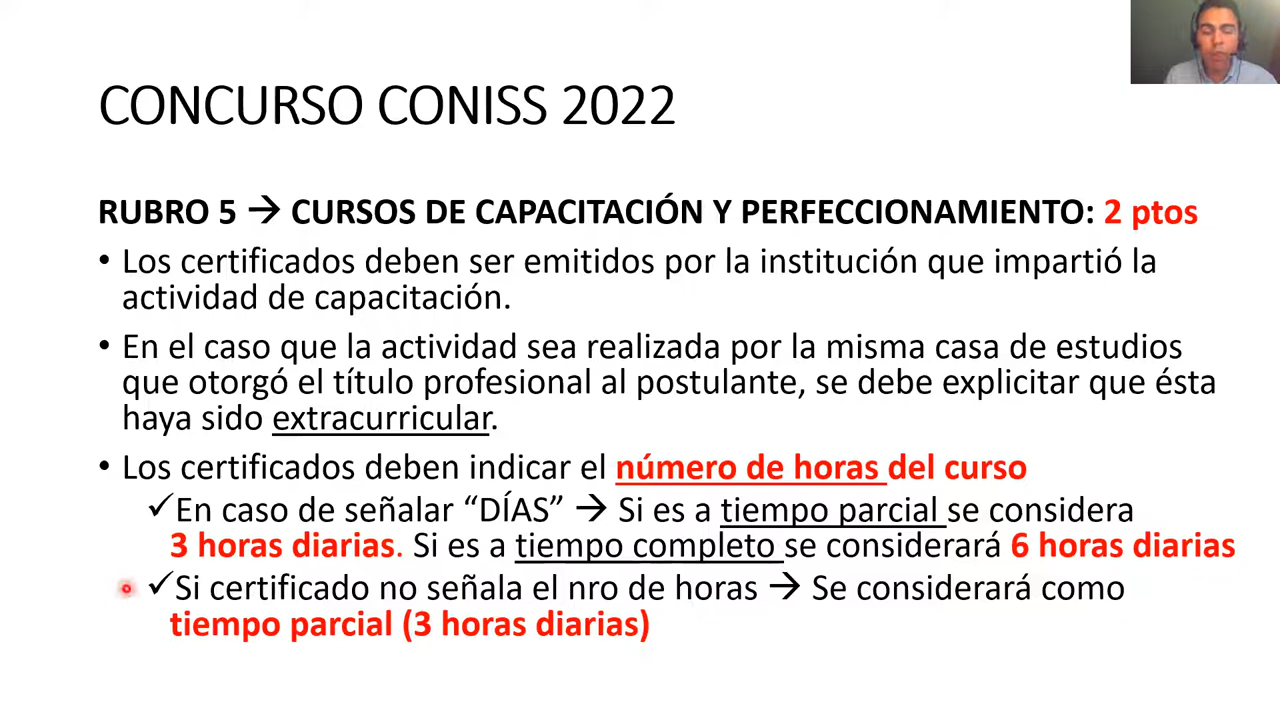 CONCURSO CONISS 2022
RUBRO 5 → CURSOS DE CAPACITACIÓN Y PERFECCIONAMIENTO: 2 ptos
• Los certificados deben ser emitidos por la institución que impartió la
actividad de capacitación.
• En el caso que la actividad sea realizada por la misma casa de estudios
que otorgó el título profesional al postulante, se debe explicitar que ésta
haya sido extracurricular.
• Los certificados deben indicar el número de horas del curso
✓En caso de señalar “DÍAS” → Si es a tiempo parcial se considera
3 horas diarias. Si es a tiempo completo se considerará 6 horas diarias
✓Si certificado no señala el nro de horas → Se considerará como
tiempo parcial (3 horas diarias)